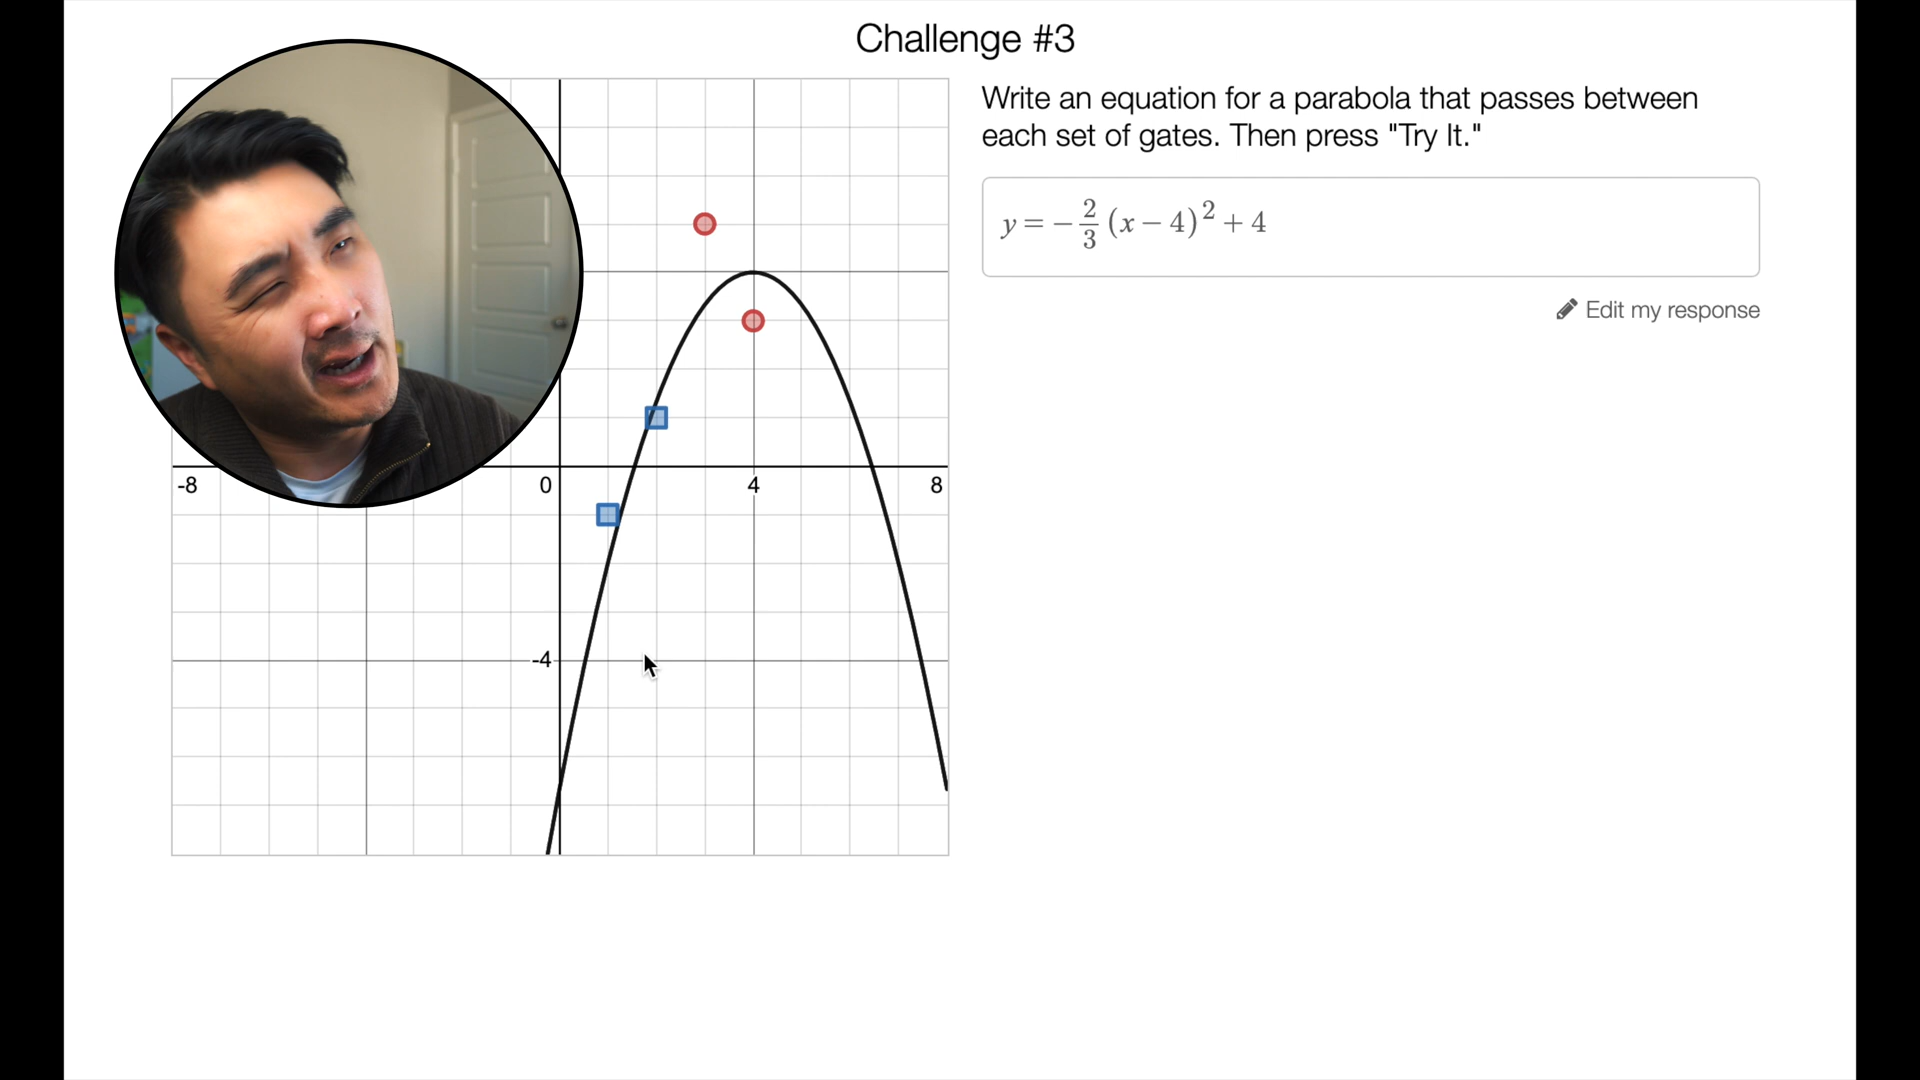 Challenge #3
Write an equation for a parabola that passes between
each set of gates. Then press "Try It."
y = −2/3 (x − 4)² + 4
Edit my response
-8
0
4
8
-4